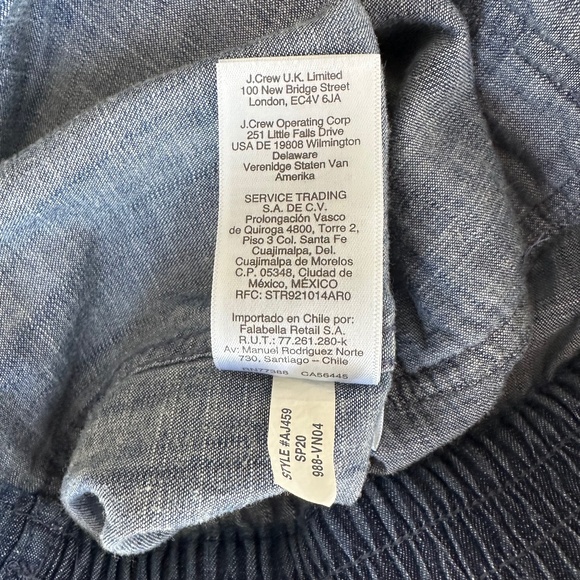 J.Crew U.K. Limited
100 New Bridge Street
London, EC4V 6JA
J.Crew Operating Corp
251 Little Falls Drive
USA DE 19808 Wilmington
Delaware
Verenidge Staten Van
Amerika
SERVICE TRADING
S.A. DE C.V.
Prolongación Vasco
de Quiroga 4800, Torre 2,
Piso 3 Col. Santa Fe
Cuajimalpa, Del.
Cuajimalpa de Morelos
C.P. 05348, Ciudad de
México, MÉXICO
RFC: STR921014AR0
Importado en Chile por:
Falabella Retail S.A.
R.U.T.: 77.261.280-k
Av: Manuel Rodriguez Norte
730, Santiago – Chile
RN77388 CA56445
STYLE #AJ459
SP20
988-VN04